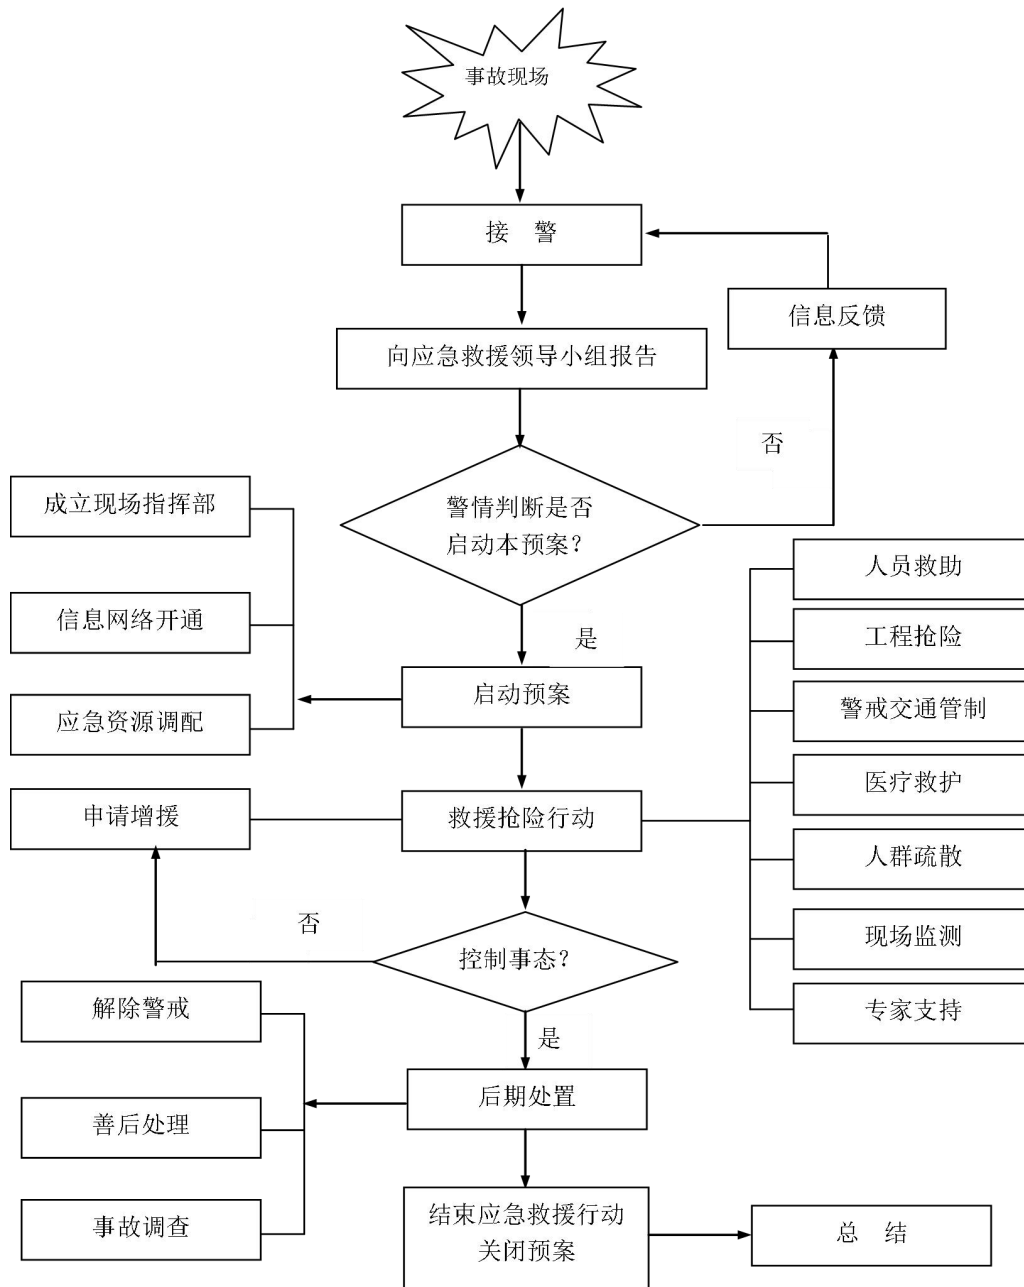 事故现场
接　警
信息反馈
向应急救援领导小组报告
否
警情判断是否
启动本预案？
成立现场指挥部
信息网络开通
应急资源调配
是
启动预案
人员救助
工程抢险
警戒交通管制
医疗救护
人群疏散
现场监测
专家支持
申请增援
救援抢险行动
否
控制事态？
是
解除警戒
善后处理
事故调查
后期处置
结束应急救援行动
关闭预案
总　结